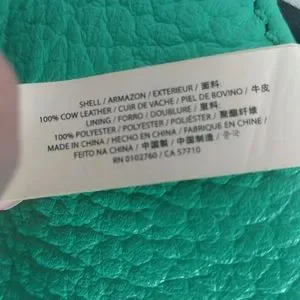 SHELL / ARMAZON / EXTERIEUR / 面料:
100% COW LEATHER / CUIR DE VACHE / PIEL DE BOVINO / 牛皮
LINING / FORRO / DOUBLURE / 里料:
100% POLYESTER / POLYESTER / POLIÉSTER / 聚酯纤维
MADE IN CHINA / HECHO EN CHINA / FABRIQUE EN CHINE /
FEITO NA CHINA / 中國製 / 中国制造 / 중국
RN 0102760 / CA 57710